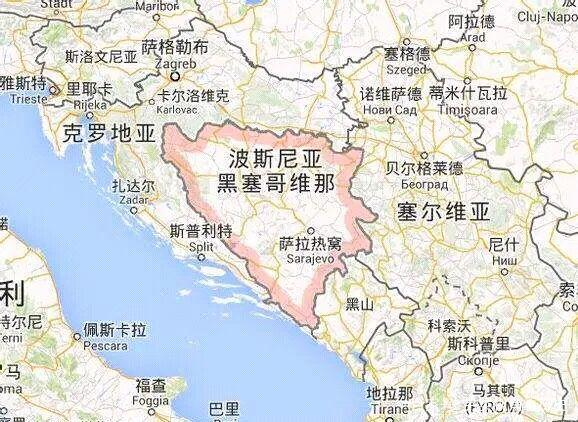 Stadt
Maribor
Cluj-Napoc
阿拉德
Arad
萨格勒布
Zagreb
斯洛文尼亚
塞格德
Szeged
雅斯特
Trieste
里耶卡
Rijeka
卡尔洛维克
Karlovac
诺维萨德
Нови Сад
蒂米什瓦拉
Timișoara
克罗地亚
波斯尼亚
黑塞哥维那
贝尔格莱德
Београд
扎达尔
Zadar
塞尔维亚
斯普利特
Split
萨拉热窝
Sarajevo
尼什
Ниш
利
黑山
特尔尼
Terni
佩斯卡拉
Pescara
科索沃
斯科普里
Скопје
马
福查
Foggia
巴里
地拉那
Tiranë
马其顿
(FYROM)